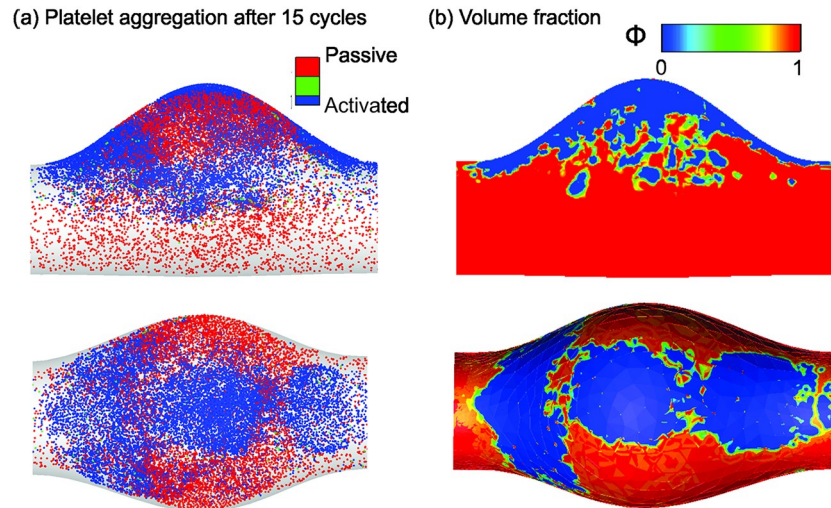 (a) Platelet aggregation after 15 cycles
Passive
Activated
(b) Volume fraction
Φ
0 1